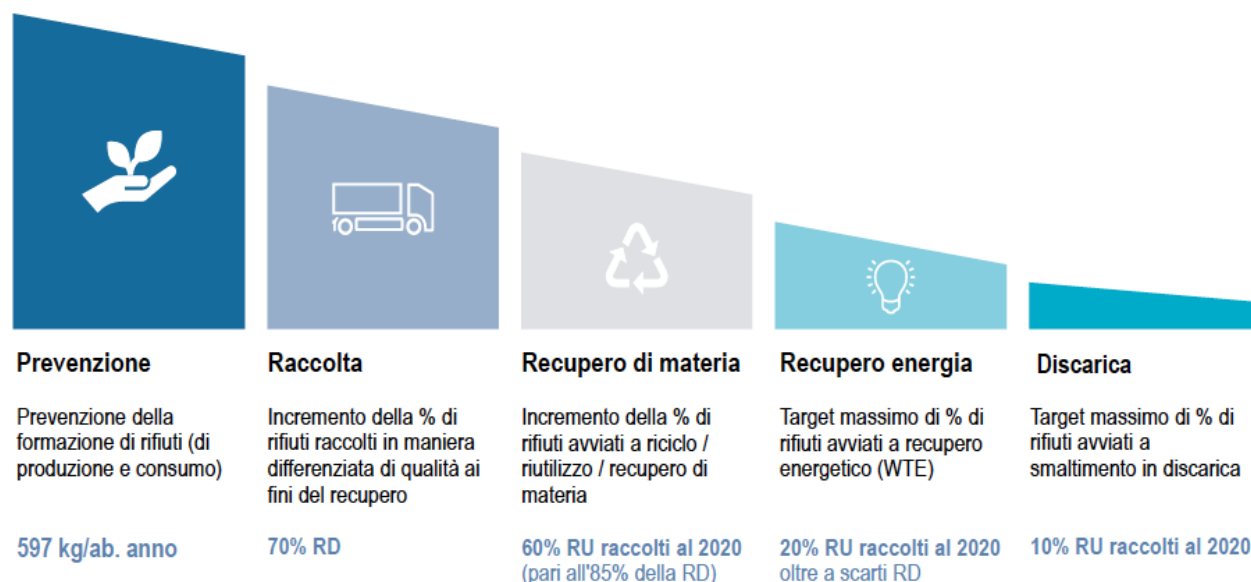 Prevenzione
Prevenzione della
formazione di rifiuti (di
produzione e consumo)
597 kg/ab. anno
Raccolta
Incremento della % di
rifiuti raccolti in maniera
differenziata di qualità ai
fini del recupero
70% RD
Recupero di materia
Incremento della % di
rifiuti avviati a riciclo /
riutilizzo / recupero di
materia
60% RU raccolti al 2020
(pari all'85% della RD)
Recupero energia
Target massimo di % di
rifiuti avviati a recupero
energetico (WTE)
20% RU raccolti al 2020
oltre a scarti RD
Discarica
Target massimo di % di
rifiuti avviati a
smaltimento in discarica
10% RU raccolti al 2020